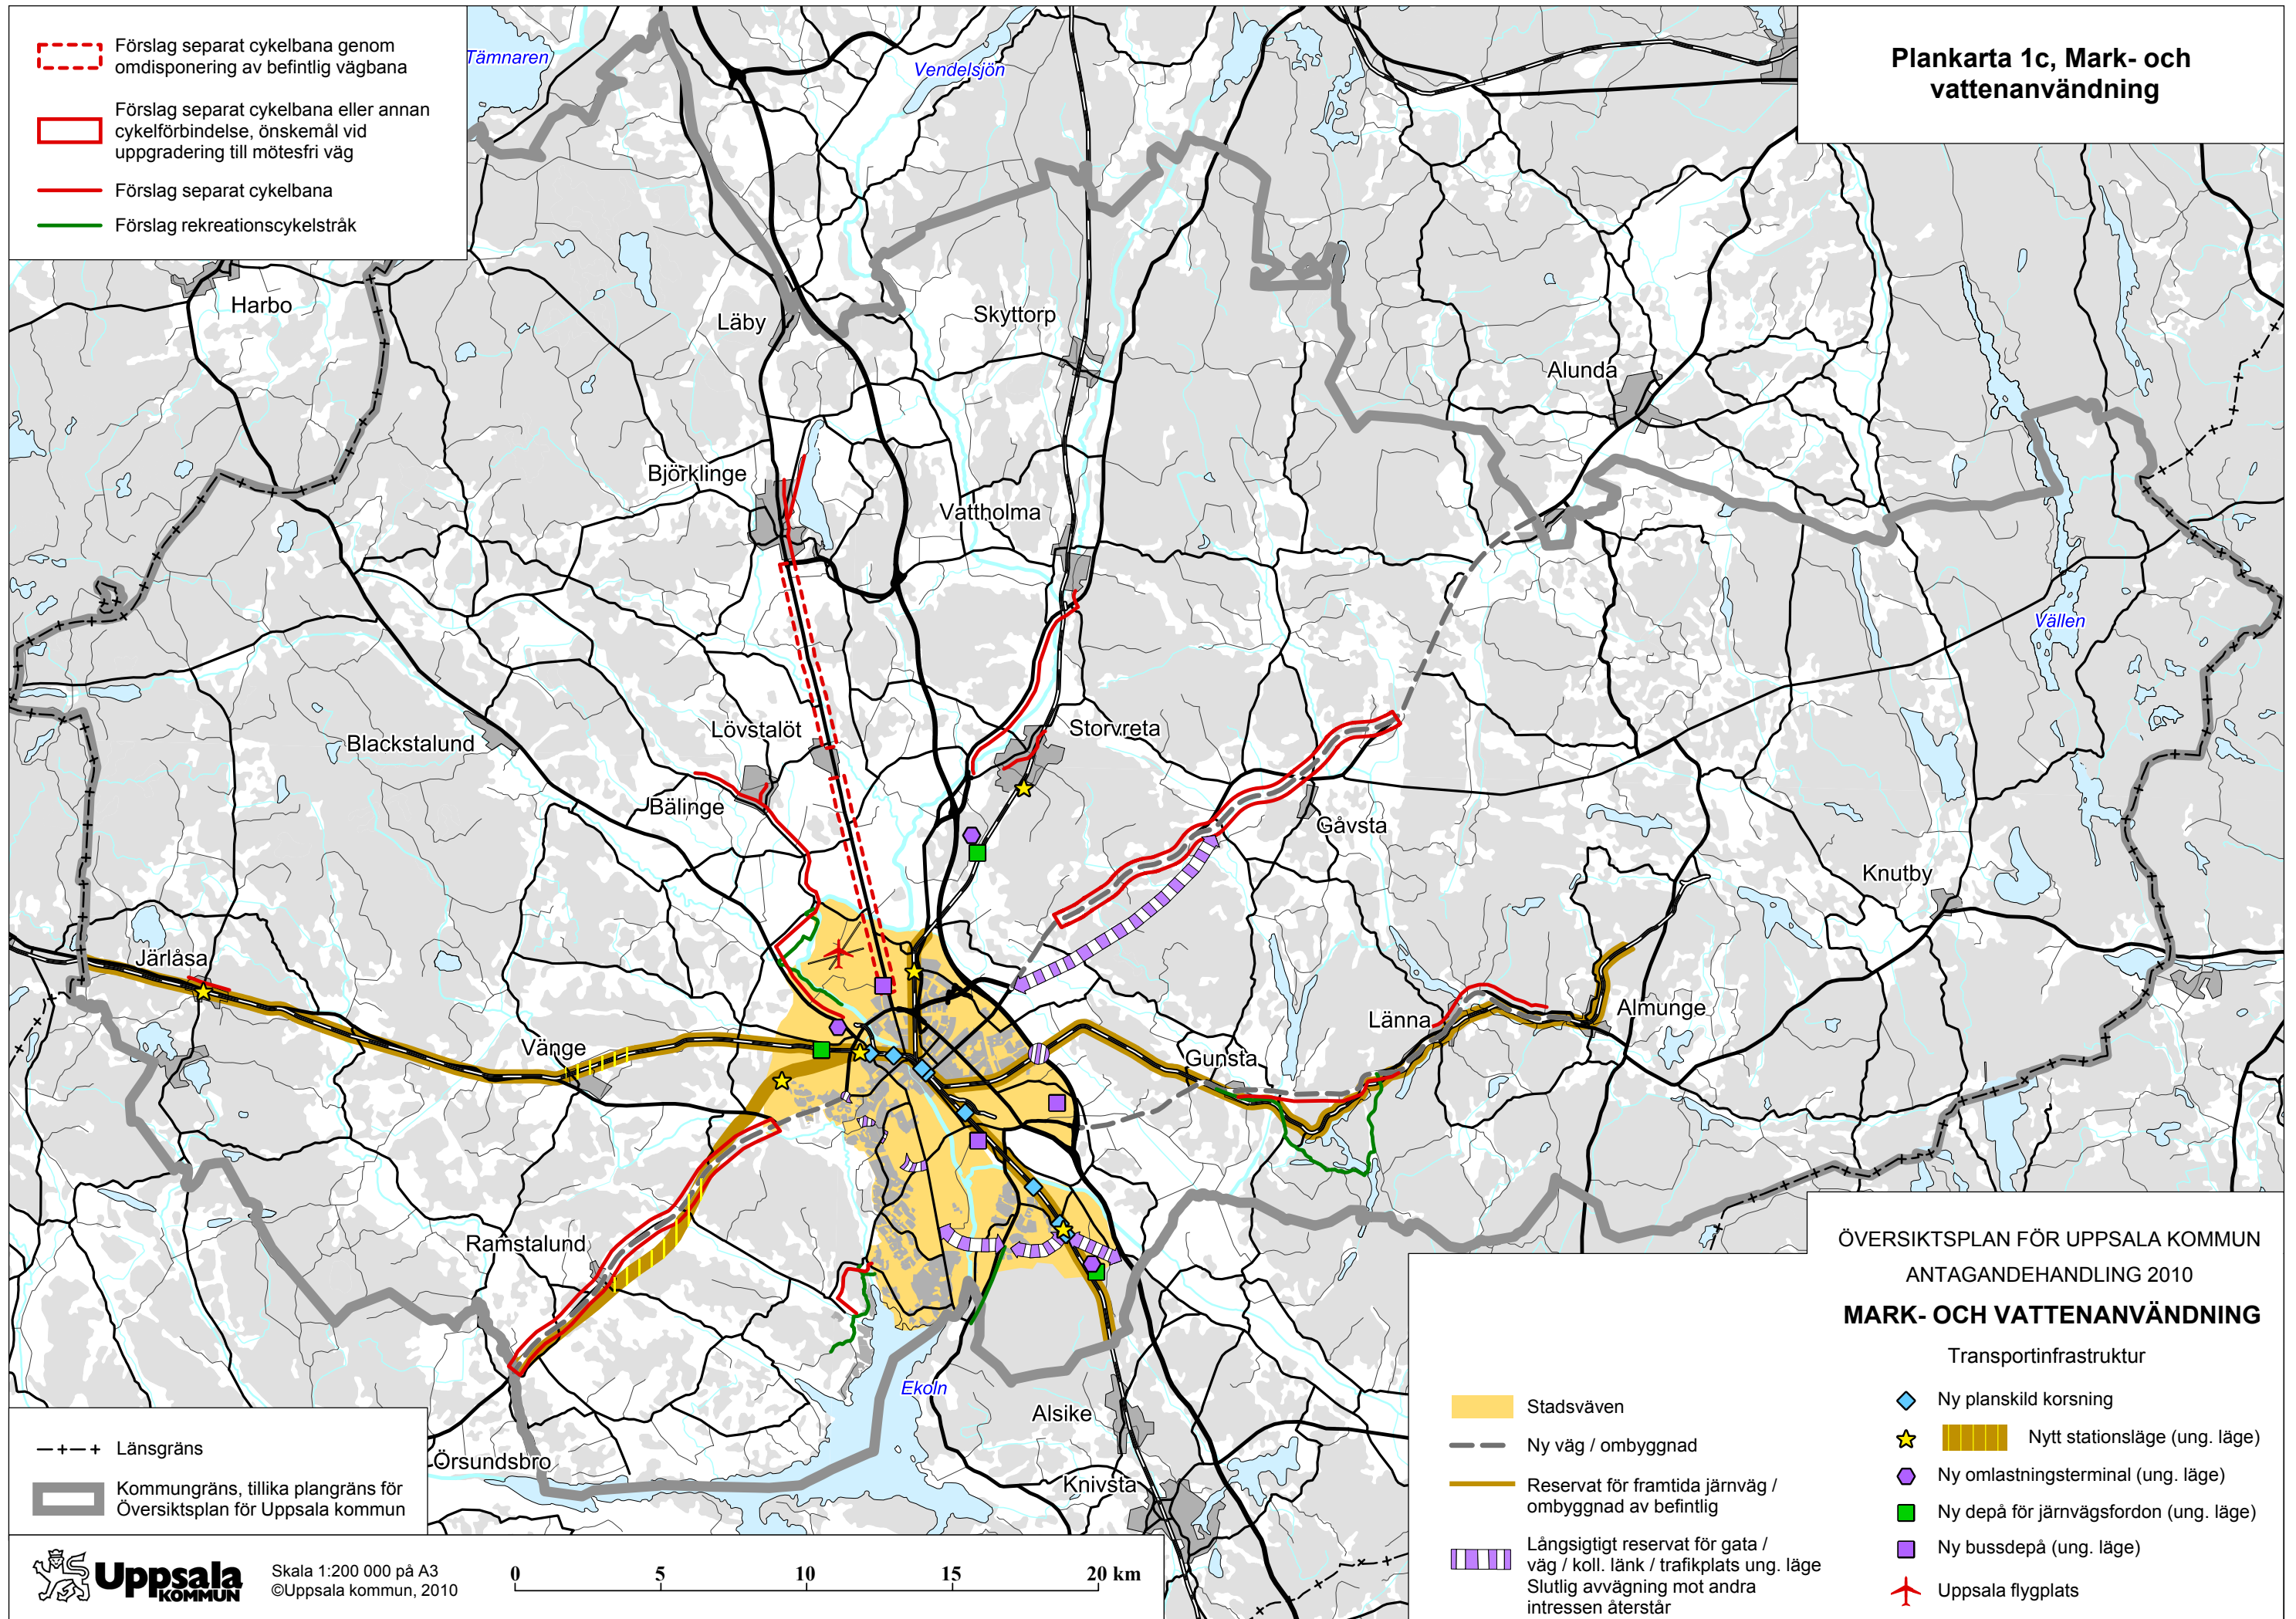 Förslag separat cykelbana genom
omdisponering av befintlig vägbana
Förslag separat cykelbana eller annan
cykelförbindelse, önskemål vid
uppgradering till mötesfri väg
Förslag separat cykelbana
Förslag rekreationscykelstråk
Plankarta 1c, Mark- och
vattenanvändning
Tämnaren
Vendelsjön
Harbo
Läby
Skyttorp
Alunda
Björklinge
Vattholma
Vällen
Blackstalund
Lövstalöt
Storvreta
Bälinge
Gåvsta
Knutby
Järlåsa
Vänge
Gunsta
Länna
Almunge
Ramstalund
Ekoln
Alsike
Örsundsbro
Knivsta
Länsgräns
Kommungräns, tillika plangräns för
Översiktsplan för Uppsala kommun
Uppsala
KOMMUN
Skala 1:200 000 på A3
©Uppsala kommun, 2010
0 5 10 15 20 km
ÖVERSIKTSPLAN FÖR UPPSALA KOMMUN
ANTAGANDEHANDLING 2010
MARK- OCH VATTENANVÄNDNING
Transportinfrastruktur
Stadsväven
Ny väg / ombyggnad
Reservat för framtida järnväg /
ombyggnad av befintlig
Långsigtigt reservat för gata /
väg / koll. länk / trafikplats ung. läge
Slutlig avvägning mot andra
intressen återstår
Ny planskild korsning
Nytt stationsläge (ung. läge)
Ny omlastningsterminal (ung. läge)
Ny depå för järnvägsfordon (ung. läge)
Ny bussdepå (ung. läge)
Uppsala flygplats